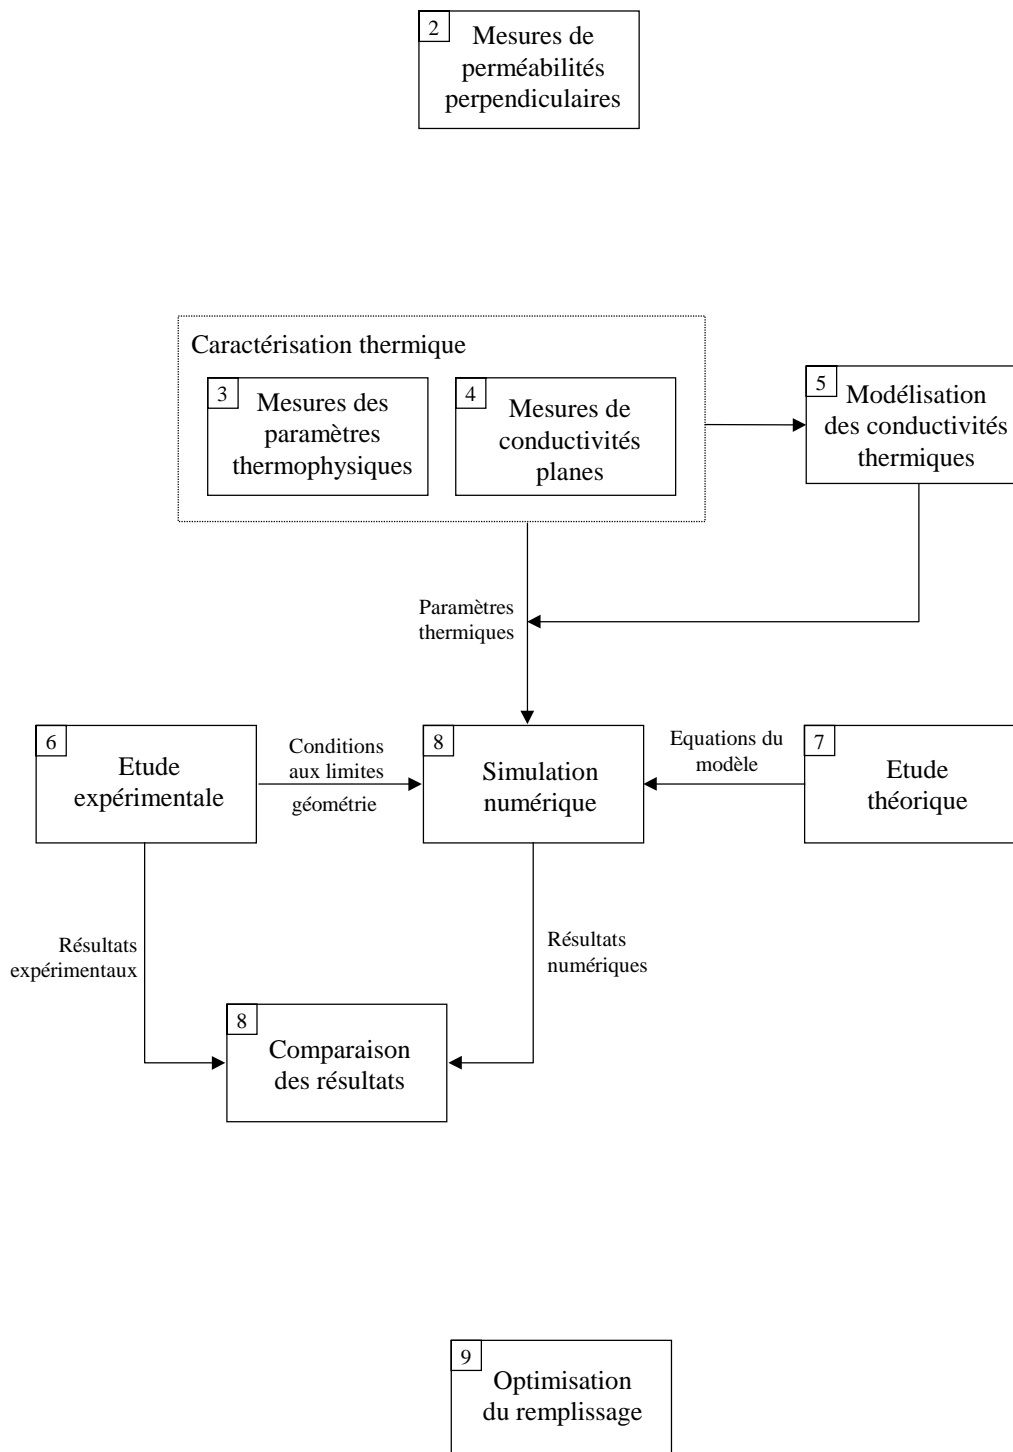 2
Mesures de
perméabilités
perpendiculaires
Caractérisation thermique
3
Mesures des
paramètres
thermophysiques
4
Mesures de
conductivités
planes
5
Modélisation
des conductivités
thermiques
Paramètres
thermiques
6
Etude
expérimentale
Conditions
aux limites
géométrie
8
Simulation
numérique
Equations du
modèle
7
Etude
théorique
Résultats
expérimentaux
Résultats
numériques
8
Comparaison
des résultats
9
Optimisation
du remplissage